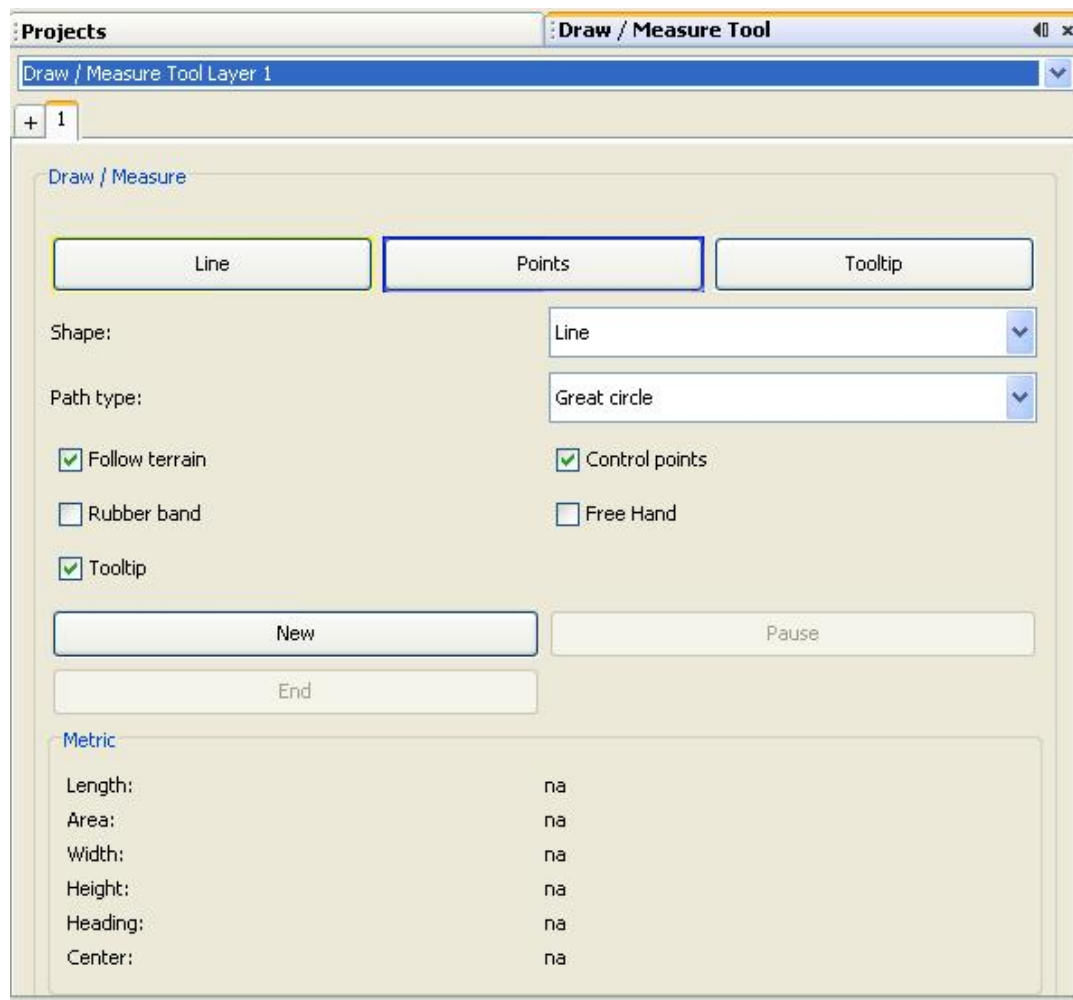 Projects
Draw / Measure Tool
Draw / Measure Tool Layer 1
+ 1
Draw / Measure
Line Points Tooltip
Shape: Line
Path type: Great circle
Follow terrain Control points
Rubber band Free Hand
Tooltip
New Pause
End
Metric
Length: na
Area: na
Width: na
Height: na
Heading: na
Center: na